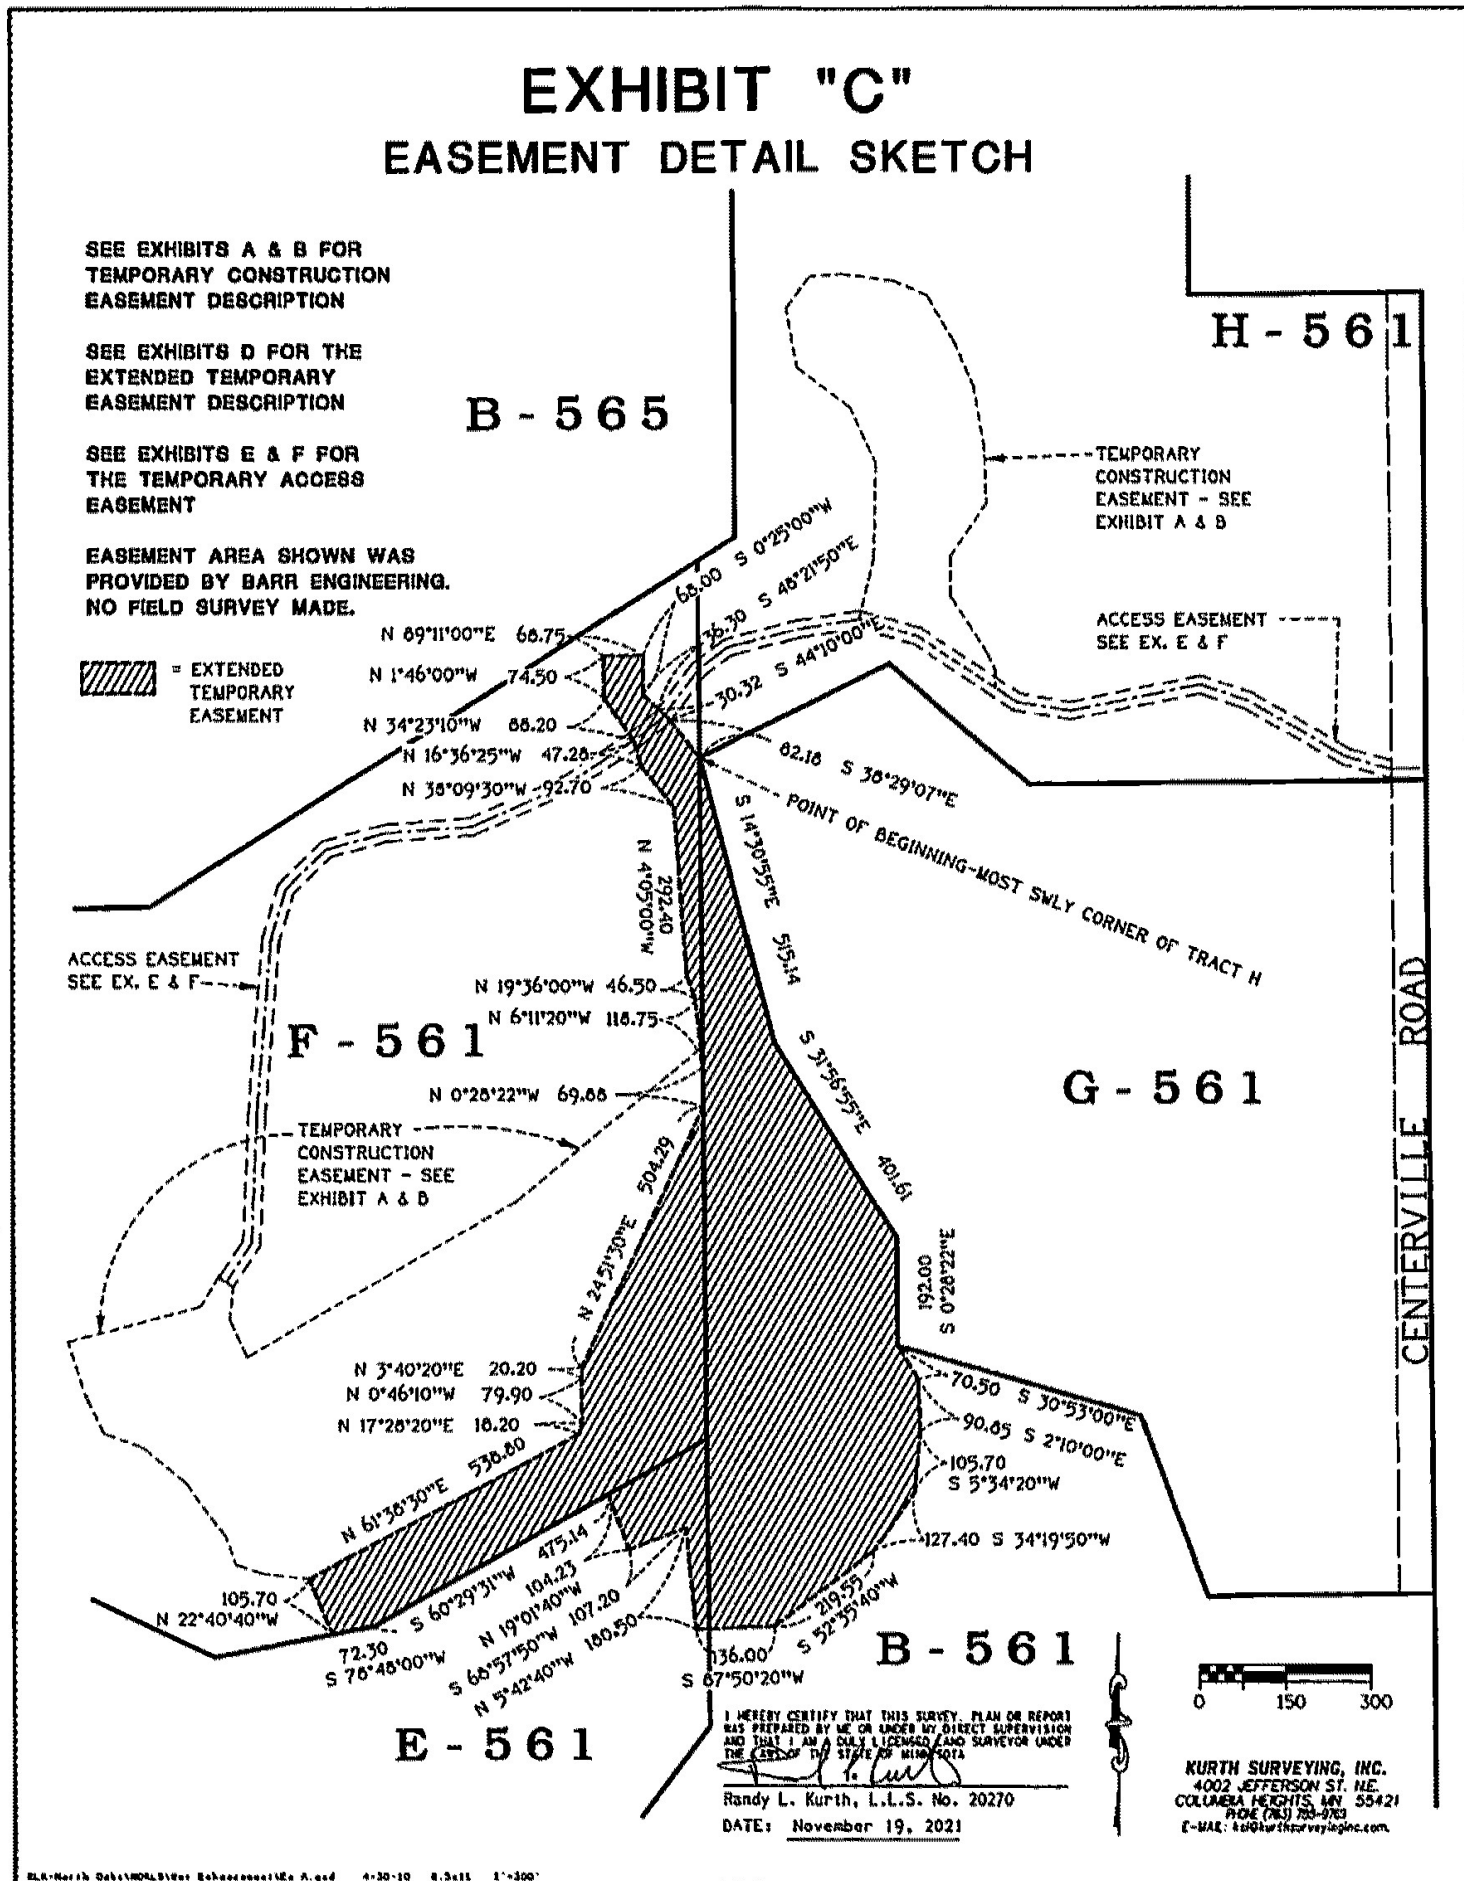 EXHIBIT "C"
EASEMENT DETAIL SKETCH
SEE EXHIBITS A & B FOR
TEMPORARY CONSTRUCTION
EASEMENT DESCRIPTION
SEE EXHIBITS D FOR THE
EXTENDED TEMPORARY
EASEMENT DESCRIPTION
SEE EXHIBITS E & F FOR
THE TEMPORARY ACCESS
EASEMENT
EASEMENT AREA SHOWN WAS
PROVIDED BY BARR ENGINEERING.
NO FIELD SURVEY MADE.
= EXTENDED
TEMPORARY
EASEMENT
B-565
H-561
TEMPORARY
CONSTRUCTION
EASEMENT - SEE
EXHIBIT A & B
ACCESS EASEMENT
SEE EX. E & F
68.00 S 0°25'00"W
36.30 S 48°21'50"E
30.32 S 44°10'00"E
82.18 S 38°29'07"E
N 89°11'00"E 68.75
N 1°46'00"W 74.50
N 34°23'10"W 88.20
N 16°36'25"W 47.28
N 38°09'30"W 92.70
POINT OF BEGINNING-MOST SWLY CORNER OF TRACT H
S 14°30'55"E 515.14
292.40
N 4°05'00"W
ACCESS EASEMENT
SEE EX. E & F
N 19°36'00"W 46.50
N 6°11'20"W 118.75
F-561
S 31°56'55"E 401.61
G-561
CENTERVILLE ROAD
N 0°28'22"W 69.88
TEMPORARY
CONSTRUCTION
EASEMENT - SEE
EXHIBIT A & B
N 24°51'30"E 504.29
192.00
S 0°28'22"E
N 3°40'20"E 20.20
N 0°46'10"W 79.90
N 17°28'20"E 18.20
N 61°38'30"E 538.80
70.50 S 30°53'00"E
90.85 S 2°10'00"E
105.70
S 5°34'20"W
127.40 S 34°19'50"W
219.55
S 52°35'40"W
105.70
N 22°40'40"W
72.30
S 78°48'00"W
S 60°29'31"W 475.14
104.23
N 19°01'40"W
S 68°57'50"W 107.20
N 5°42'40"W 180.50
136.00
S 87°50'20"W
B-561
E-561
0 150 300
I HEREBY CERTIFY THAT THIS SURVEY, PLAN OR REPORT
WAS PREPARED BY ME OR UNDER MY DIRECT SUPERVISION
AND THAT I AM A DULY LICENSED LAND SURVEYOR UNDER
THE LAWS OF THE STATE OF MINNESOTA
Randy L. Kurth, L.L.S. No. 20270
DATE: November 19, 2021
KURTH SURVEYING, INC.
4002 JEFFERSON ST. N.E.
COLUMBIA HEIGHTS, MN 55421
PHONE (763)
E-MAIL:
4-30-10 8.5x11 1"=300'